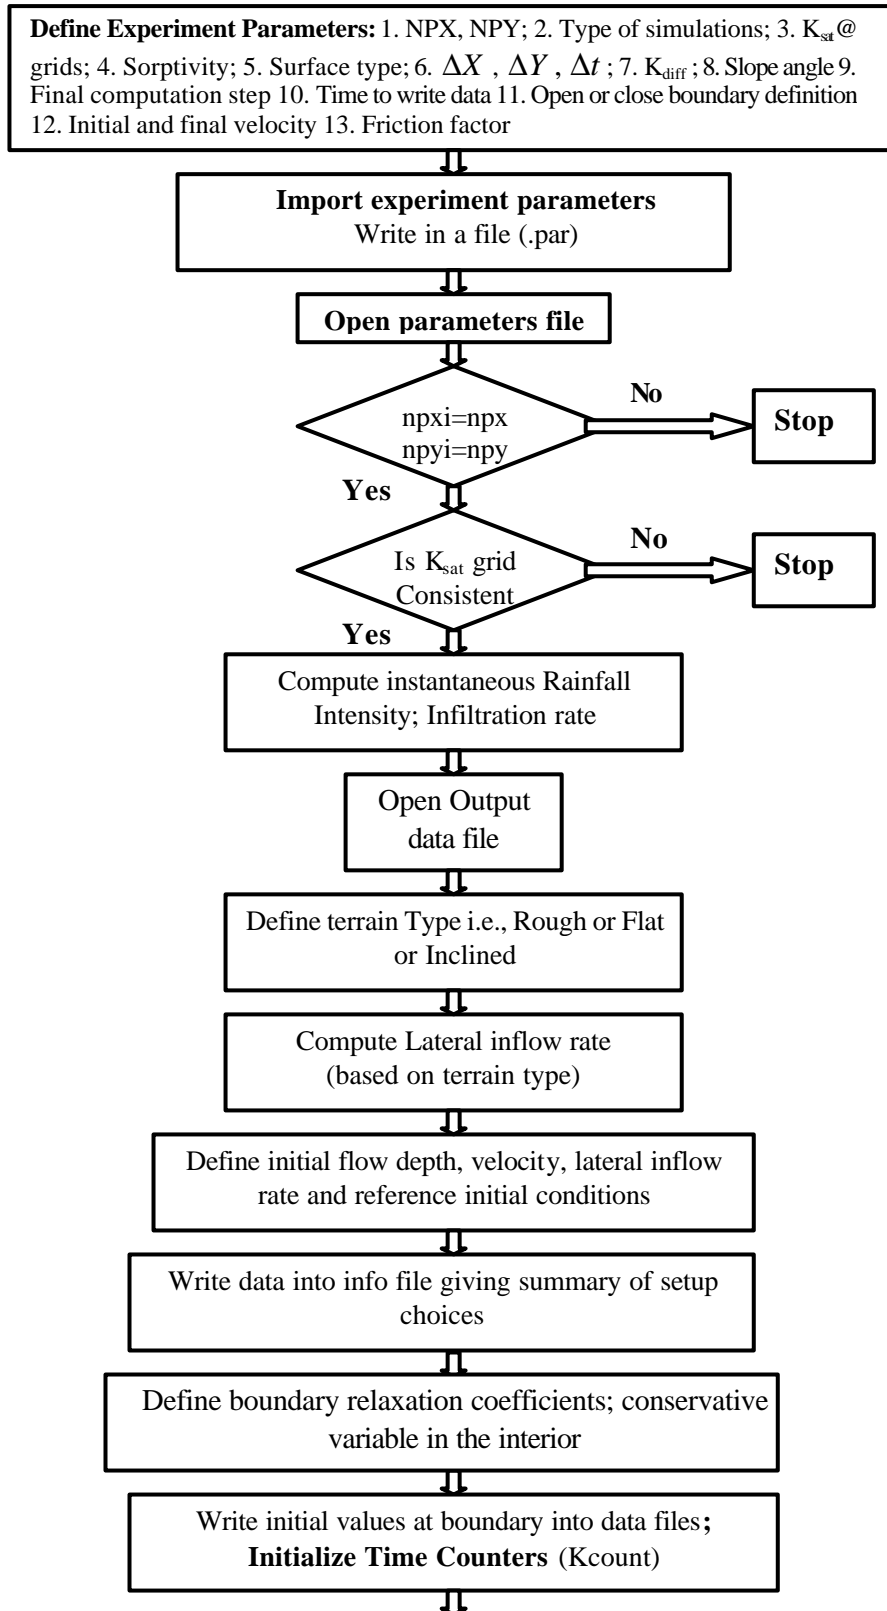 Define Experiment Parameters: 1. NPX, NPY; 2. Type of simulations; 3. Ksat@
grids; 4. Sorptivity; 5. Surface type; 6. ΔX , ΔY , Δt ; 7. Kdiff ; 8. Slope angle 9.
Final computation step 10. Time to write data 11. Open or close boundary definition
12. Initial and final velocity 13. Friction factor
Import experiment parameters
Write in a file (.par)
Open parameters file
npxi=npx
npyi=npy
No
Stop
Yes
Is Ksat grid
Consistent
No
Stop
Yes
Compute instantaneous Rainfall
Intensity; Infiltration rate
Open Output
data file
Define terrain Type i.e., Rough or Flat
or Inclined
Compute Lateral inflow rate
(based on terrain type)
Define initial flow depth, velocity, lateral inflow
rate and reference initial conditions
Write data into info file giving summary of setup
choices
Define boundary relaxation coefficients; conservative
variable in the interior
Write initial values at boundary into data files;
Initialize Time Counters (Kcount)